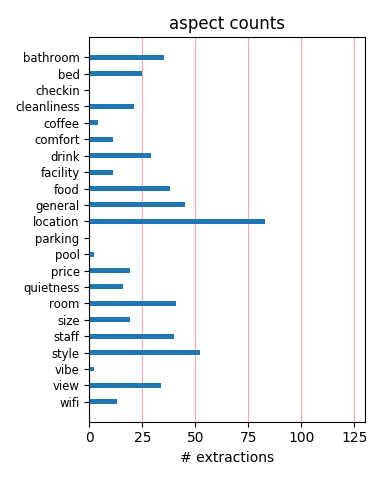 aspect counts
bathroom
bed
checkin
cleanliness
coffee
comfort
drink
facility
food
general
location
parking
pool
price
quietness
room
size
staff
style
vibe
view
wifi
0 25 50 75 100 125
# extractions